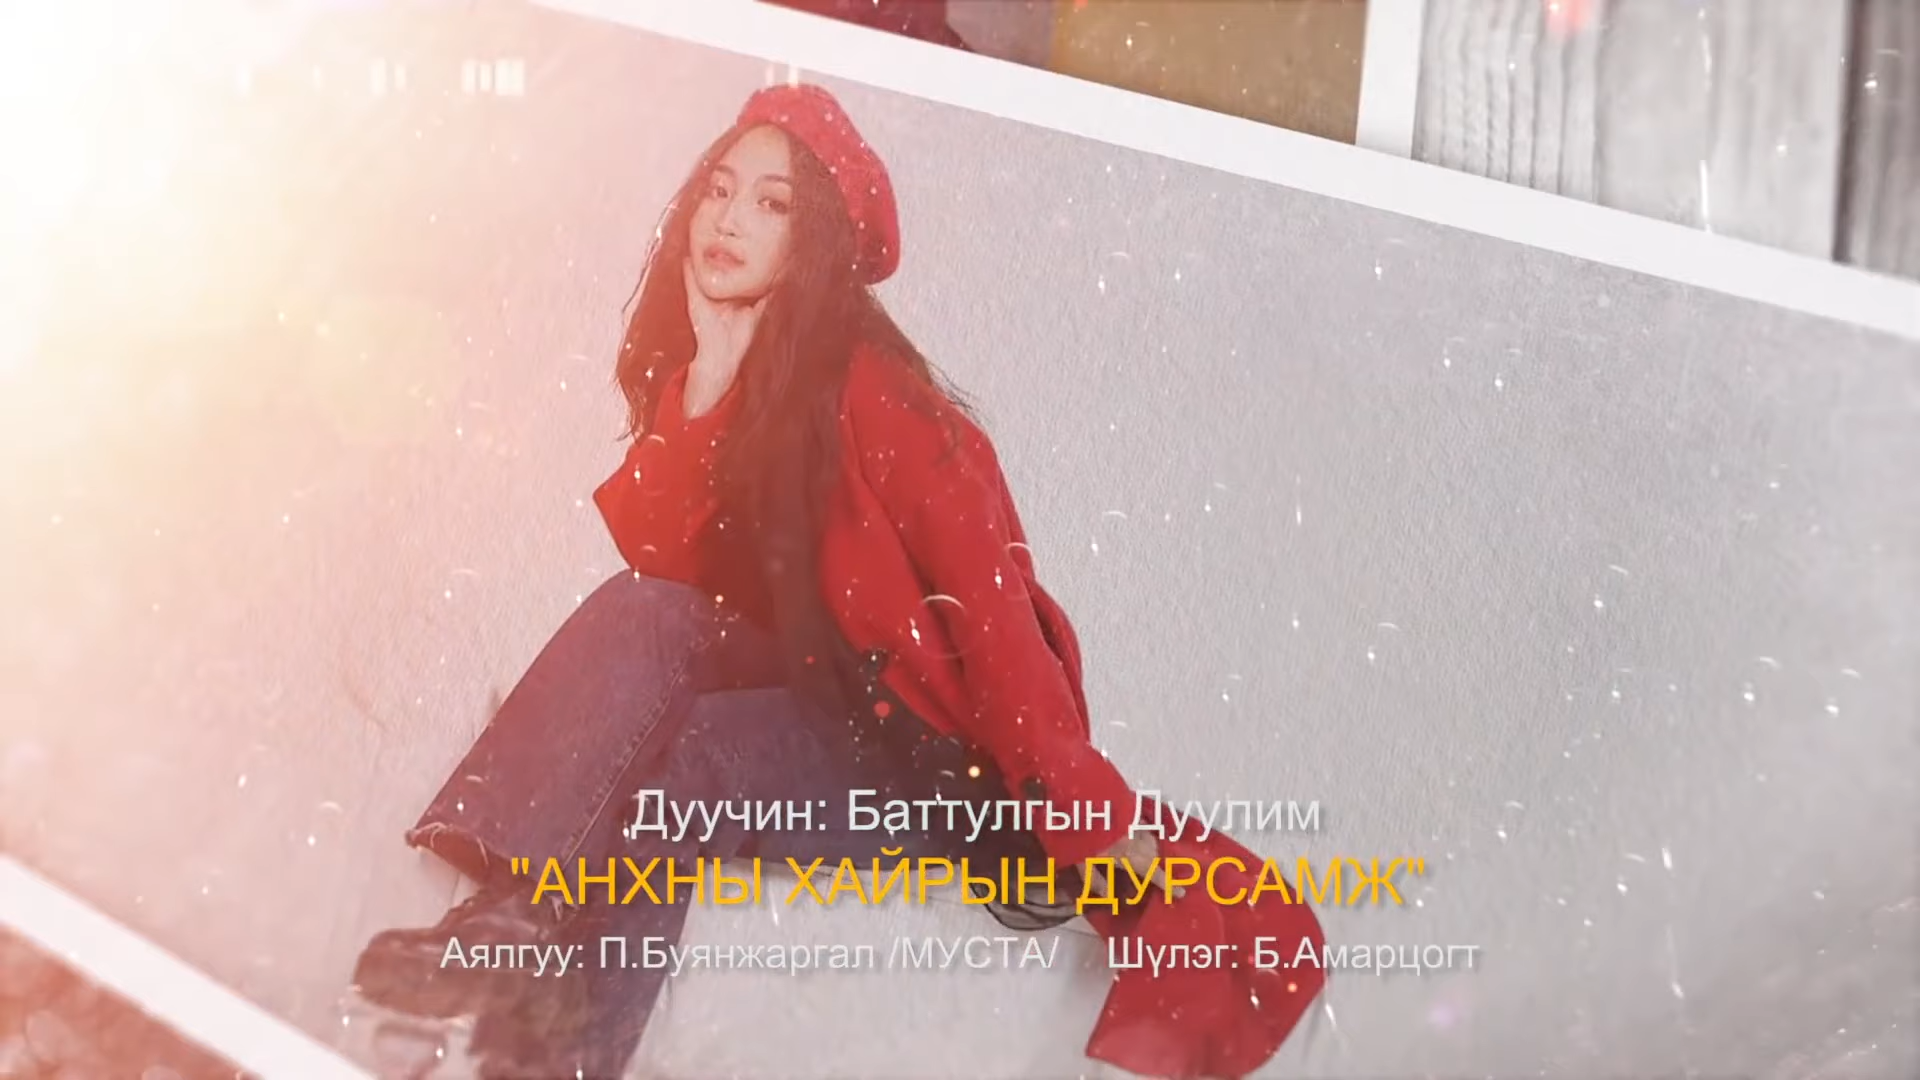 Дуучин: Баттулгын Дуулим
"АНХНЫ ХАЙРЫН ДУРСАМЖ"
Аялгуу: П.Буянжаргал /МУСТА/ Шүлэг: Б.Амарцогт